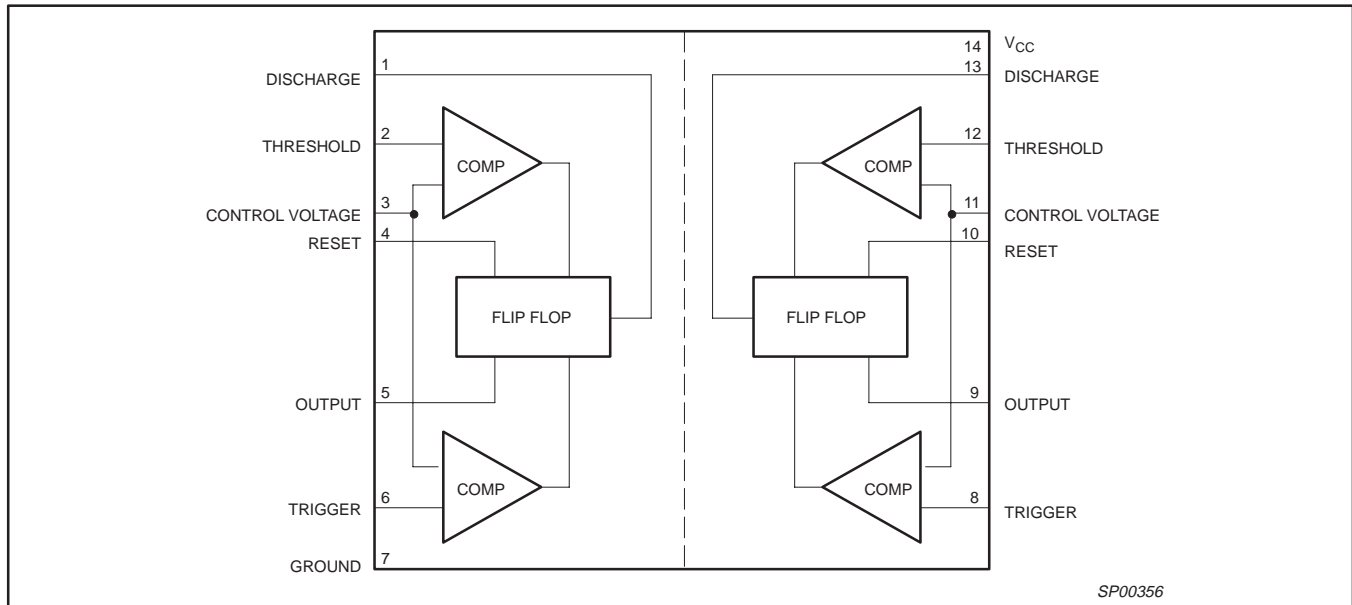 14 VCC
1 13
DISCHARGE DISCHARGE
2 12
THRESHOLD THRESHOLD
COMP COMP
3 11
CONTROL VOLTAGE CONTROL VOLTAGE
4 10
RESET RESET
FLIP FLOP FLIP FLOP
5 9
OUTPUT OUTPUT
COMP COMP
6 8
TRIGGER TRIGGER
7
GROUND
SP00356